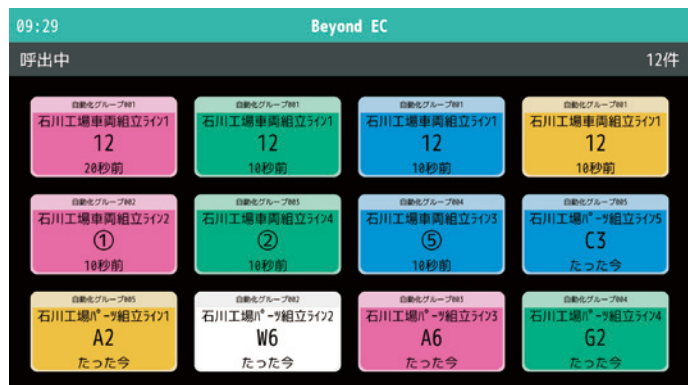 09:29
Beyond EC
呼出中
12件
自動化グループ001
石川工場車両組立ライン1
12
20秒前
自動化グループ001
石川工場車両組立ライン1
12
10秒前
自動化グループ001
石川工場車両組立ライン1
12
10秒前
自動化グループ001
石川工場車両組立ライン1
12
10秒前
自動化グループ002
石川工場車両組立ライン2
①
10秒前
自動化グループ003
石川工場車両組立ライン4
②
10秒前
自動化グループ004
石川工場車両組立ライン3
⑤
10秒前
自動化グループ005
石川工場パーツ組立ライン5
C3
たった今
自動化グループ005
石川工場パーツ組立ライン1
A2
たった今
自動化グループ002
石川工場パーツ組立ライン2
W6
たった今
自動化グループ003
石川工場パーツ組立ライン3
A6
たった今
自動化グループ004
石川工場パーツ組立ライン4
G2
たった今